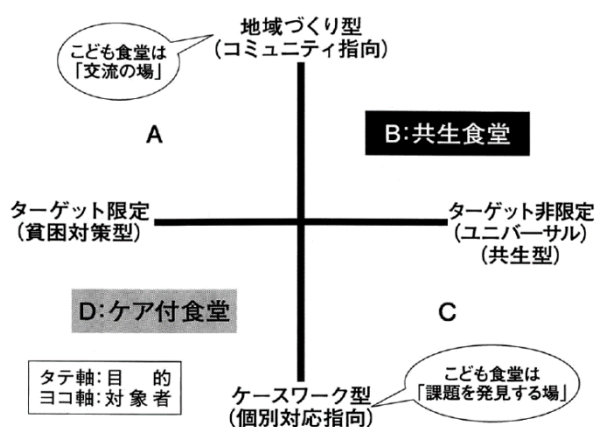 地域づくり型
(コミュニティ指向)
こども食堂は
「交流の場」
A
B:共生食堂
ターゲット限定
(貧困対策型)
ターゲット非限定
(ユニバーサル)
(共生型)
D:ケア付食堂
C
タテ軸:目　的
ヨコ軸:対象者
ケースワーク型
(個別対応指向)
こども食堂は
「課題を発見する場」